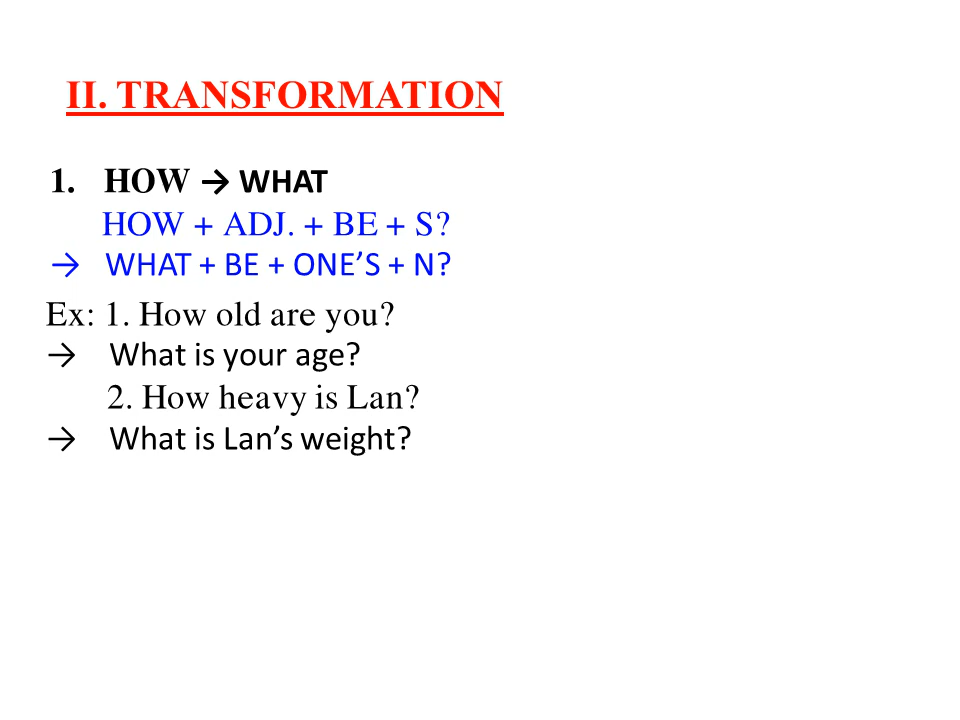 II. TRANSFORMATION
1. HOW → WHAT
HOW + ADJ. + BE + S?
→ WHAT + BE + ONE’S + N?
Ex: 1. How old are you?
→ What is your age?
2. How heavy is Lan?
→ What is Lan’s weight?